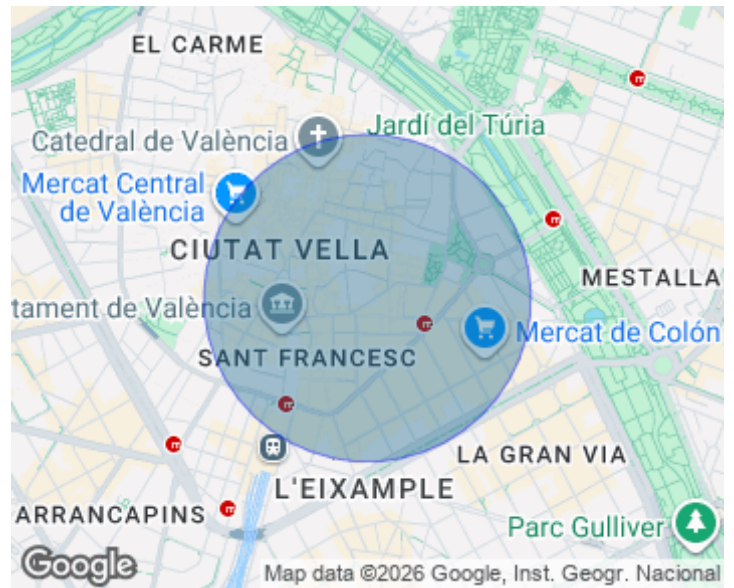 EL CARME
Catedral de València
Jardí del Túria
Mercat Central
de València
CIUTAT VELLA
MESTALLA
tament de València
Mercat de Colón
SANT FRANCESC
LA GRAN VIA
L'EIXAMPLE
ARRANCAPINS
Parc Gulliver
Google
Map data ©2026 Google, Inst. Geogr. Nacional